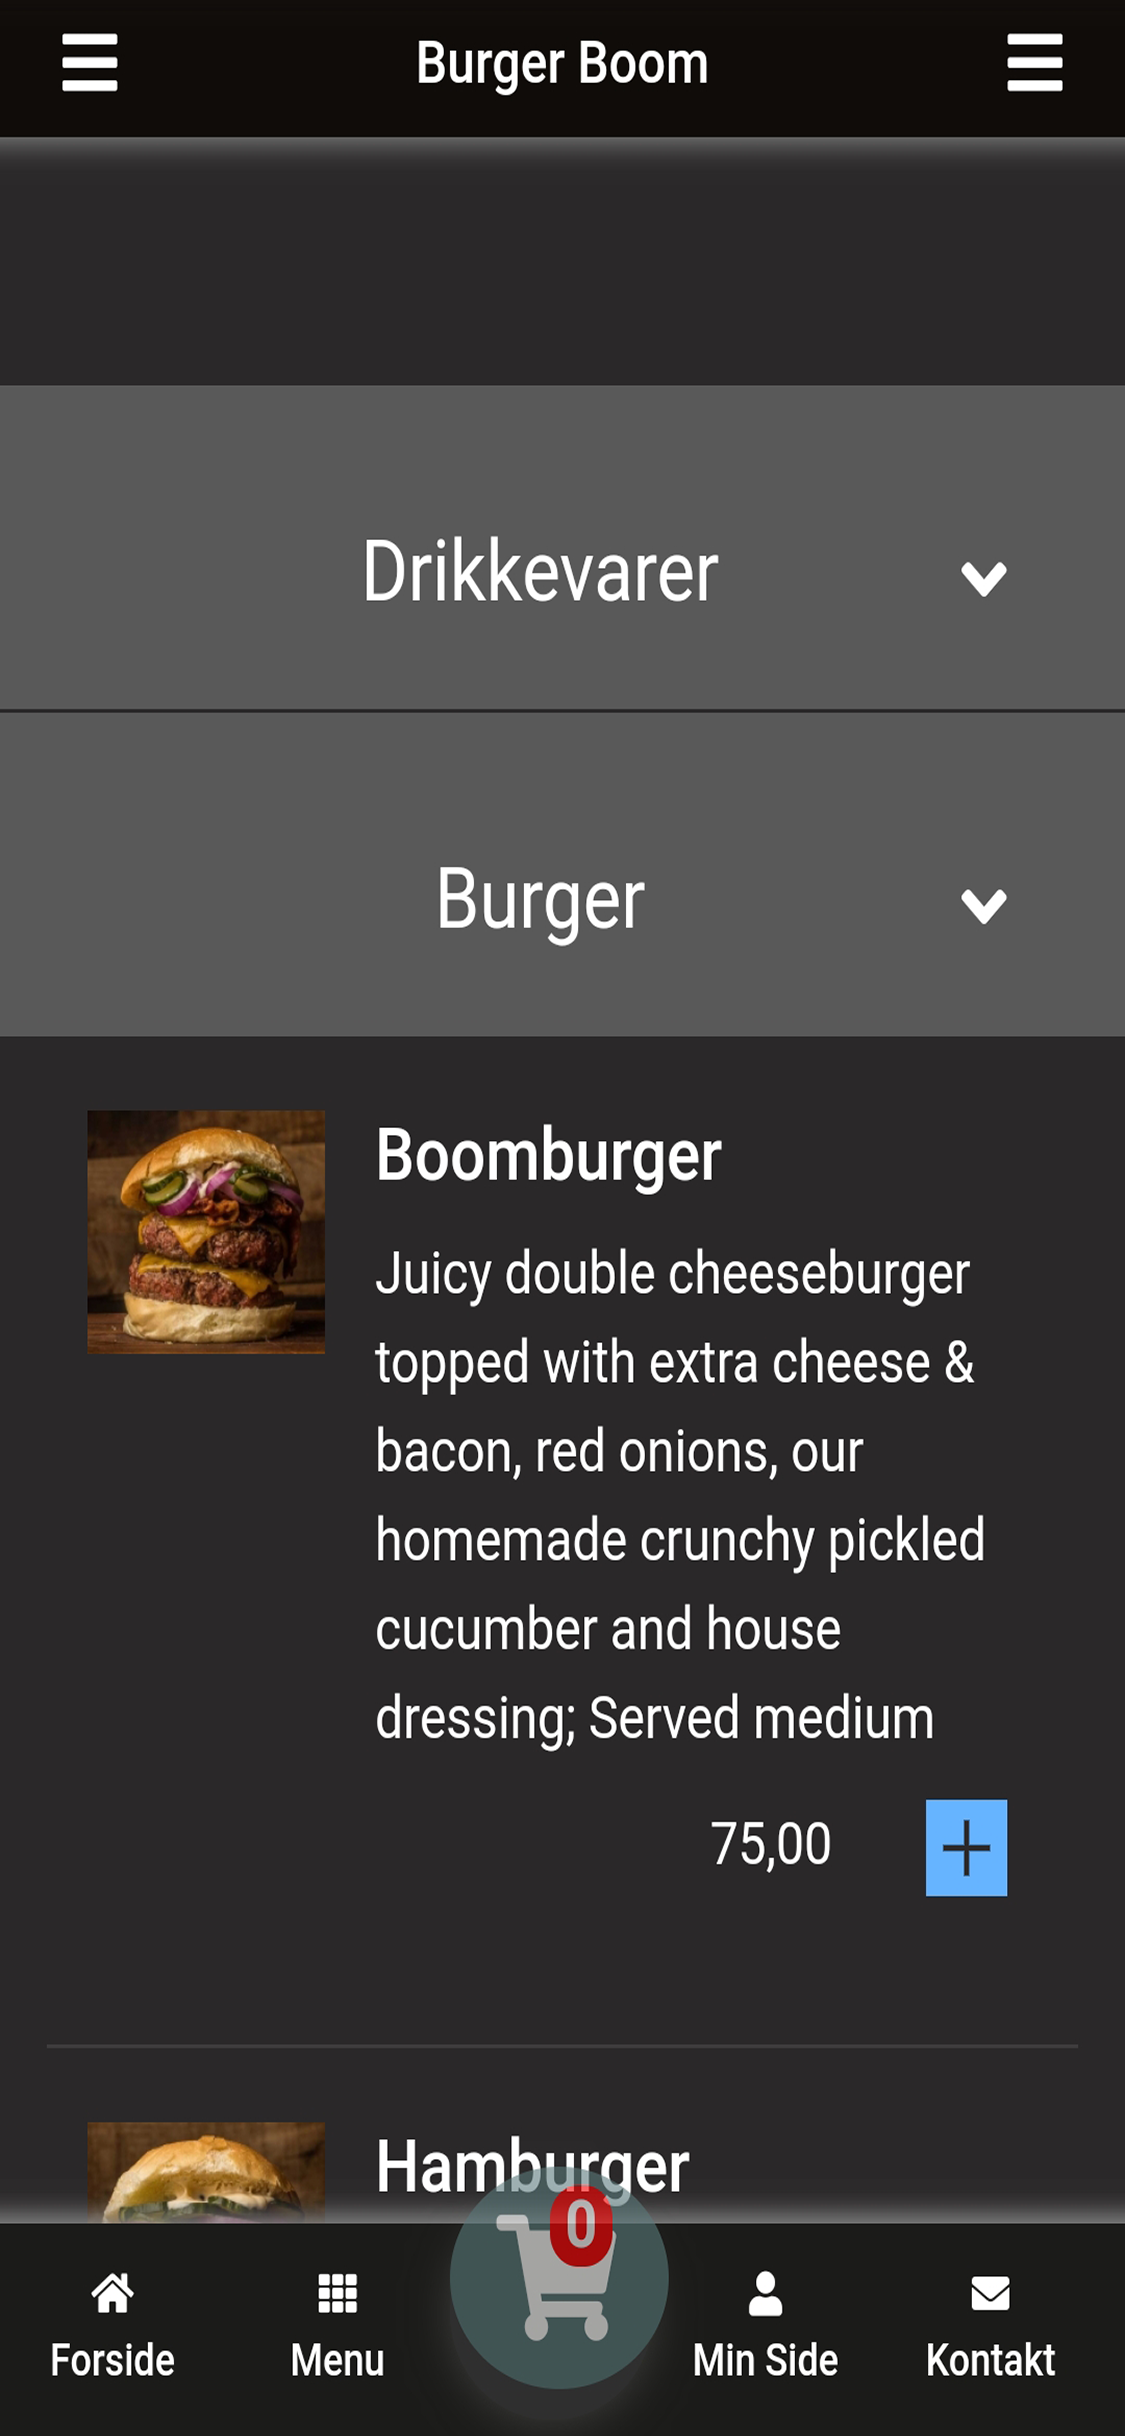 Burger Boom
Drikkevarer
Burger
Boomburger
Juicy double cheeseburger
topped with extra cheese &
bacon, red onions, our
homemade crunchy pickled
cucumber and house
dressing; Served medium
75,00
Hamburger
0
Forside
Menu
Min Side
Kontakt